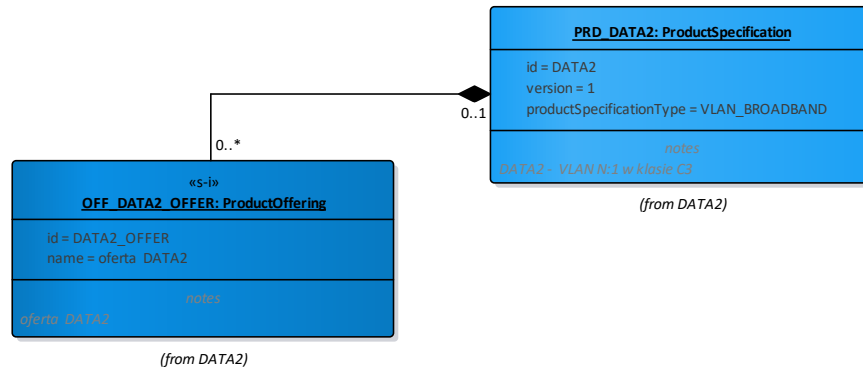 PRD_DATA2: ProductSpecification
id = DATA2
version = 1
productSpecificationType = VLAN_BROADBAND
notes
DATA2 - VLAN N:1 w klasie C3
(from DATA2)
0..1
0..*
«s-i»
OFF_DATA2_OFFER: ProductOffering
id = DATA2_OFFER
name = oferta DATA2
notes
oferta DATA2
(from DATA2)